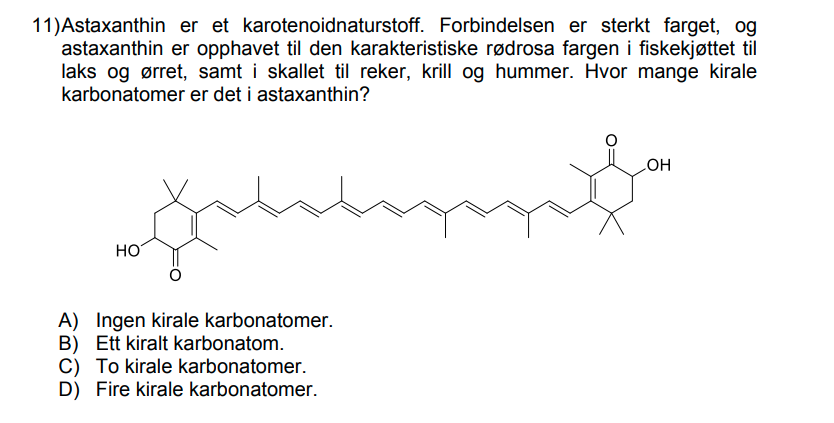 11)Astaxanthin er et karotenoidnaturstoff. Forbindelsen er sterkt farget, og
astaxanthin er opphavet til den karakteristiske rødrosa fargen i fiskekjøttet til
laks og ørret, samt i skallet til reker, krill og hummer. Hvor mange kirale
karbonatomer er det i astaxanthin?
O
OH
HO
O
A) Ingen kirale karbonatomer.
B) Ett kiralt karbonatom.
C) To kirale karbonatomer.
D) Fire kirale karbonatomer.